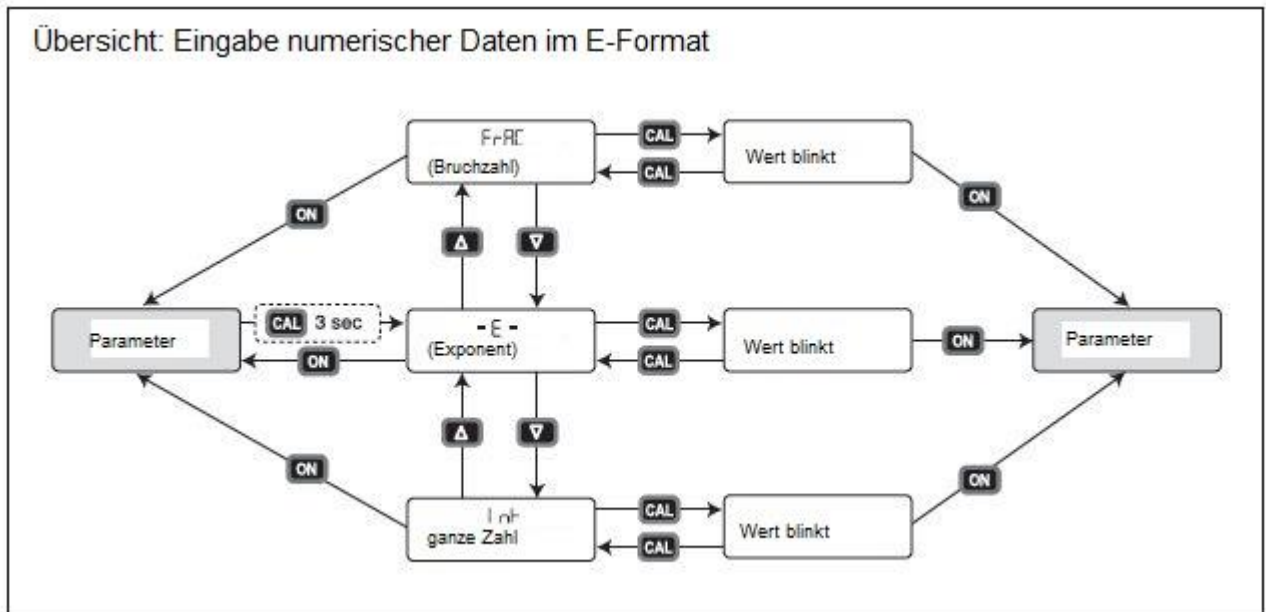 Übersicht: Eingabe numerischer Daten im E-Format
FrAC
(Bruchzahl)
CAL
CAL
Wert blinkt
ON
ON
Δ
∇
Parameter
CAL 3 sec
ON
- E -
(Exponent)
CAL
CAL
Wert blinkt
ON
Parameter
Δ
∇
ON
ON
Int
ganze Zahl
CAL
CAL
Wert blinkt